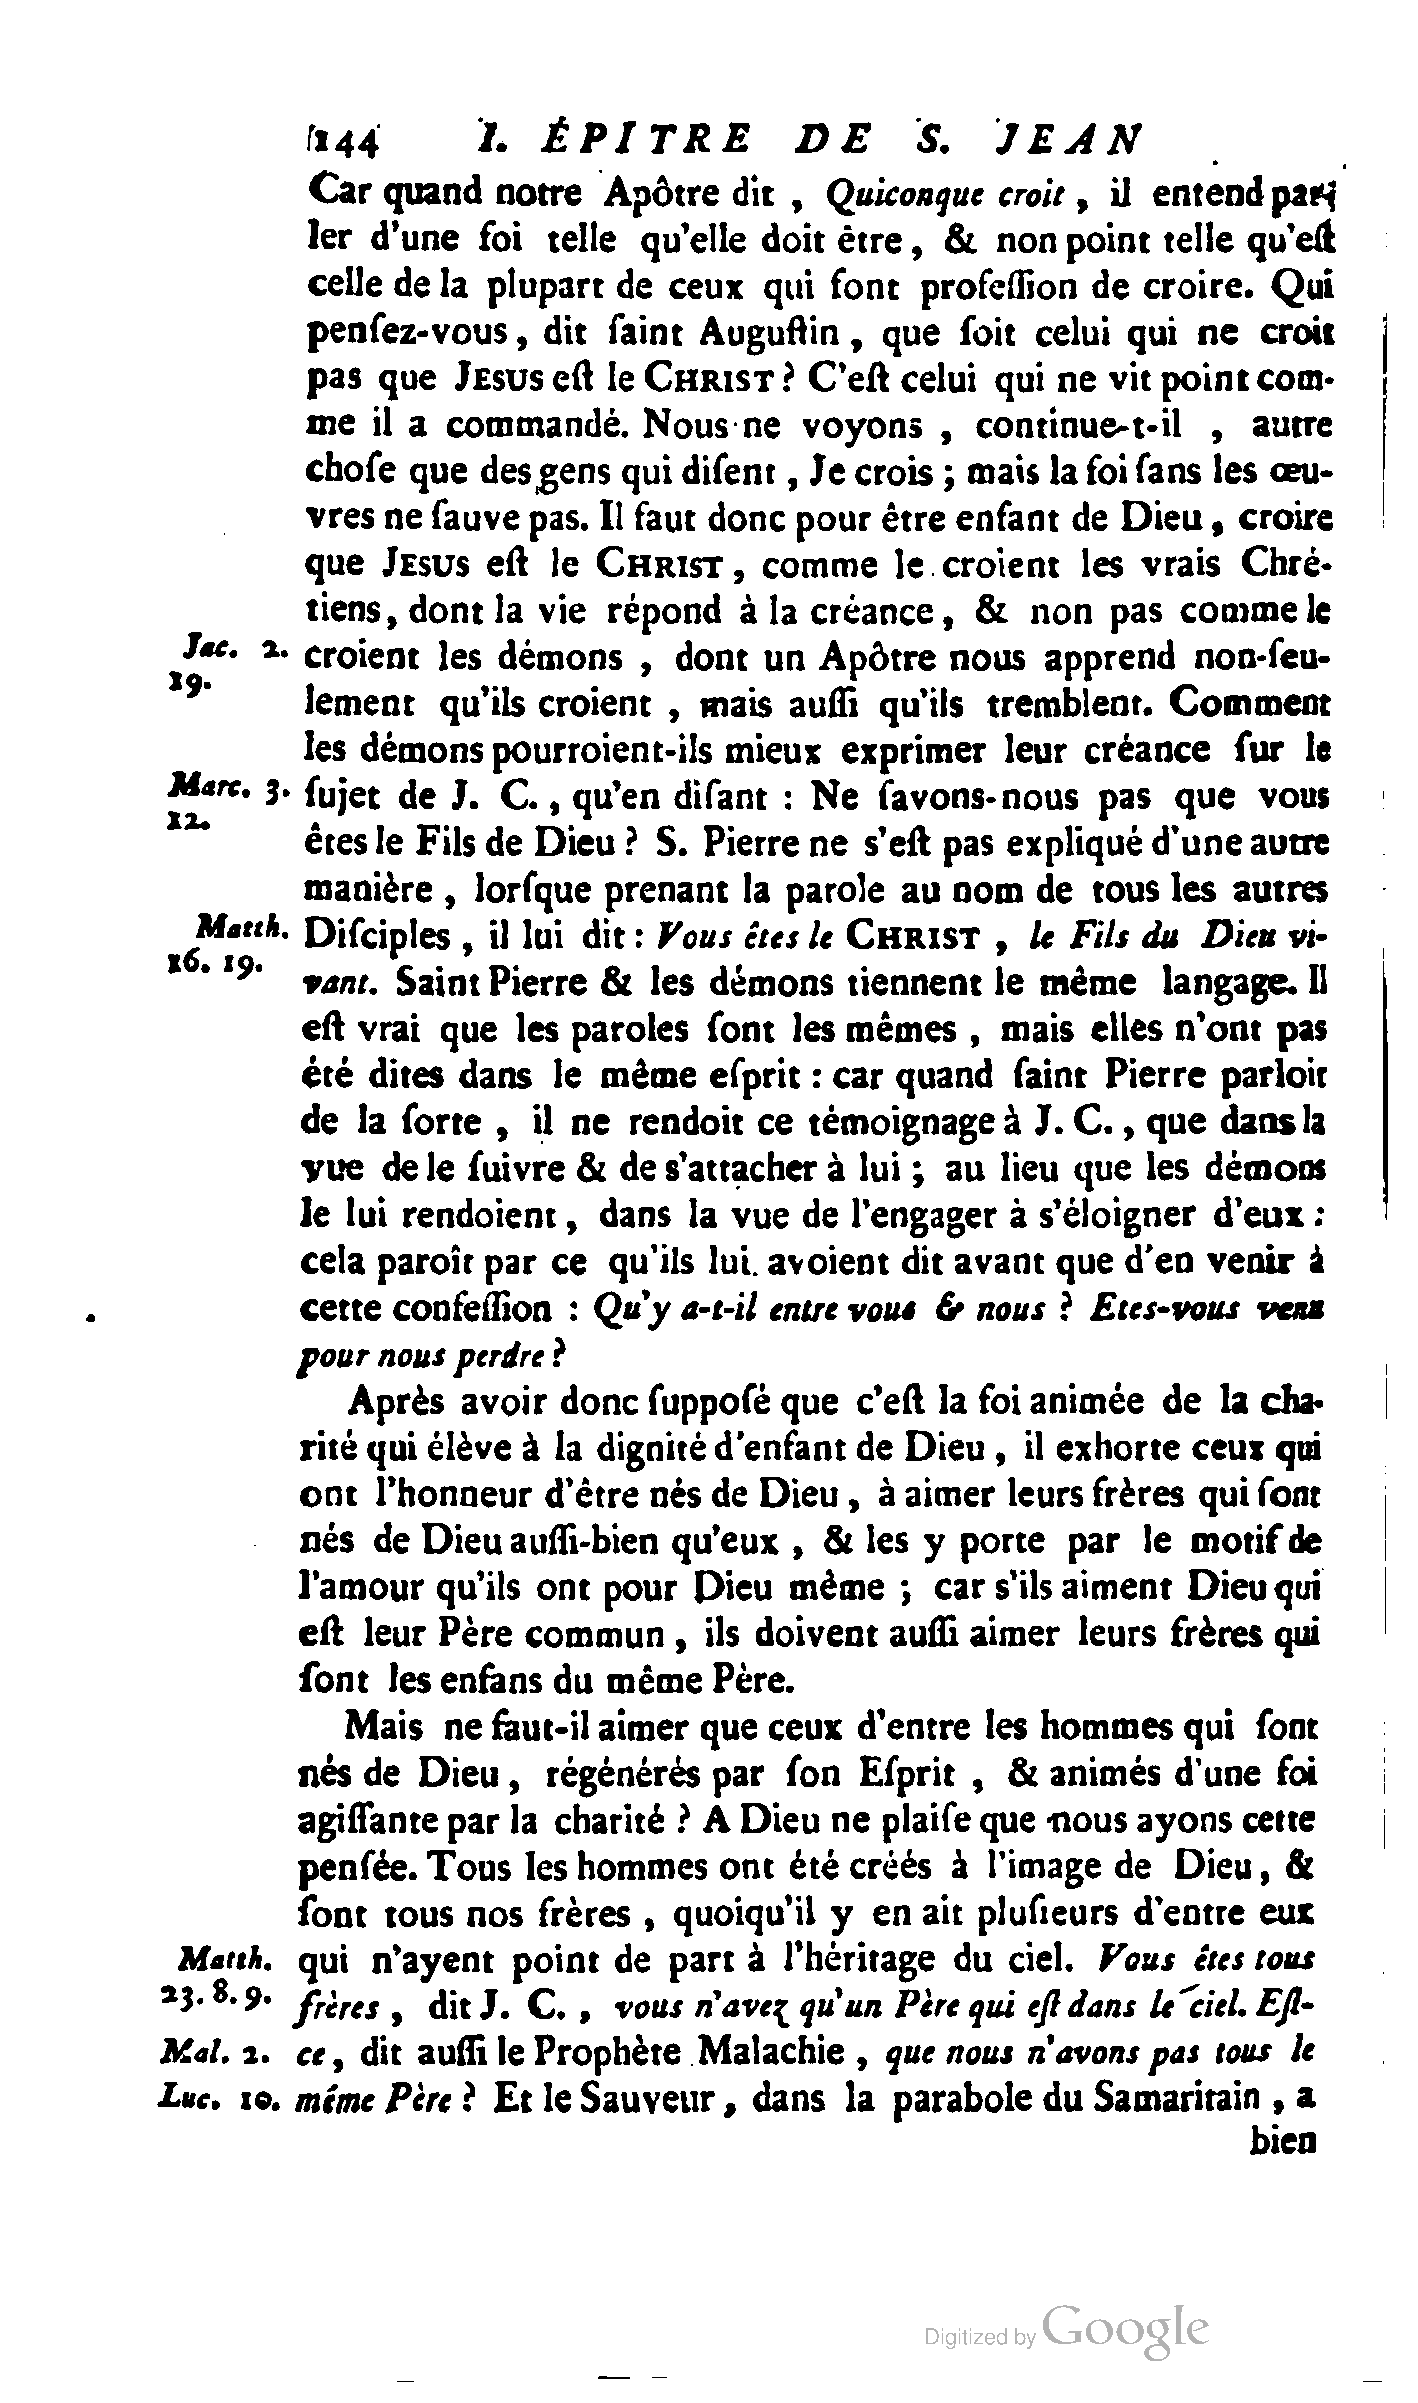 144 I. ÉPITRE DE S. JEAN
Car quand notre Apôtre dit , Quiconque croit , il entend par-
ler d'une foi telle qu'elle doit être , & non point telle qu'eſt
celle de la plupart de ceux qui font profeſſion de croire. Qui
penſez-vous , dit ſaint Auguſtin , que ſoit celui qui ne croit
pas que JESUS eſt le CHRIST ? C'eſt celui qui ne vit point com-
me il a commandé. Nous ne voyons , continue-t-il , autre
choſe que des gens qui diſent , Je crois ; mais la foi ſans les œu-
vres ne ſauve pas. Il faut donc pour être enfant de Dieu , croire
que JESUS eſt le CHRIST , comme le croient les vrais Chré-
tiens, dont la vie répond à la créance , & non pas comme le
Jac. 2. croient les démons , dont un Apôtre nous apprend non-ſeu-
19.
lement qu'ils croient , mais auſſi qu'ils tremblent. Comment
les démons pourroient-ils mieux exprimer leur créance ſur le
Marc. 3. ſujet de J. C. , qu'en diſant : Ne ſavons-nous pas que vous
12.
êtes le Fils de Dieu ? S. Pierre ne s'eſt pas expliqué d'une autre
manière , lorſque prenant la parole au nom de tous les autres
Matth. Diſciples , il lui dit : Vous êtes le CHRIST , le Fils du Dieu vi-
16. 19.
vant. Saint Pierre & les démons tiennent le même langage. Il
eſt vrai que les paroles ſont les mêmes , mais elles n'ont pas
été dites dans le même eſprit : car quand ſaint Pierre parloit
de la ſorte , il ne rendoit ce témoignage à J. C. , que dans la
vue de le ſuivre & de s'attacher à lui ; au lieu que les démons
le lui rendoient , dans la vue de l'engager à s'éloigner d'eux :
cela paroît par ce qu'ils lui avoient dit avant que d'en venir à
cette confeſſion : Qu'y a-t-il entre vous & nous ? Etes-vous venu
pour nous perdre ?
Après avoir donc ſuppoſé que c'eſt la foi animée de la cha-
rité qui élève à la dignité d'enfant de Dieu , il exhorte ceux qui
ont l'honneur d'être nés de Dieu , à aimer leurs frères qui ſont
nés de Dieu auſſi-bien qu'eux , & les y porte par le motif de
l'amour qu'ils ont pour Dieu même ; car s'ils aiment Dieu qui
eſt leur Père commun , ils doivent auſſi aimer leurs frères qui
ſont les enfans du même Père.
Mais ne faut-il aimer que ceux d'entre les hommes qui ſont
nés de Dieu , régénérés par ſon Eſprit , & animés d'une foi
agiſſante par la charité ? A Dieu ne plaiſe que nous ayons cette
penſée. Tous les hommes ont été créés à l'image de Dieu , &
ſont tous nos frères , quoiqu'il y en ait pluſieurs d'entre eux
Matth. qui n'ayent point de part à l'héritage du ciel. Vous êtes tous
23. 8. 9. frères , dit J. C. , vous n'avez qu'un Père qui eſt dans le ciel. Eſt-
Mal. 2. ce , dit auſſi le Prophète Malachie , que nous n'avons pas tous le
Luc. 10. même Père ? Et le Sauveur , dans la parabole du Samaritain , a
bien
Digitized by Google